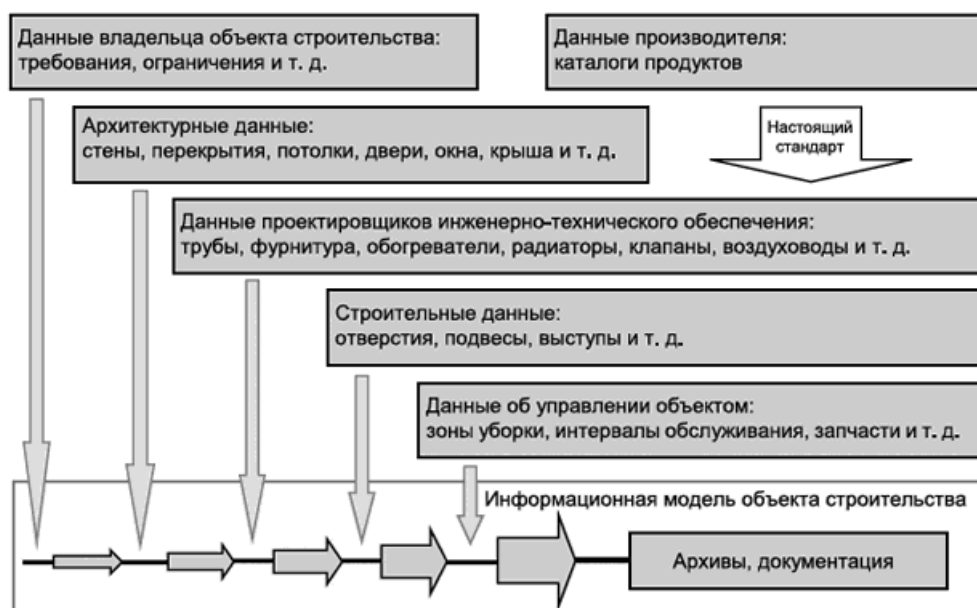 Данные владельца объекта строительства:
требования, ограничения и т. д.
Данные производителя:
каталоги продуктов
Архитектурные данные:
стены, перекрытия, потолки, двери, окна, крыша и т. д.
Настоящий
стандарт
Данные проектировщиков инженерно-технического обеспечения:
трубы, фурнитура, обогреватели, радиаторы, клапаны, воздуховоды и т. д.
Строительные данные:
отверстия, подвесы, выступы и т. д.
Данные об управлении объектом:
зоны уборки, интервалы обслуживания, запчасти и т. д.
Информационная модель объекта строительства
Архивы, документация